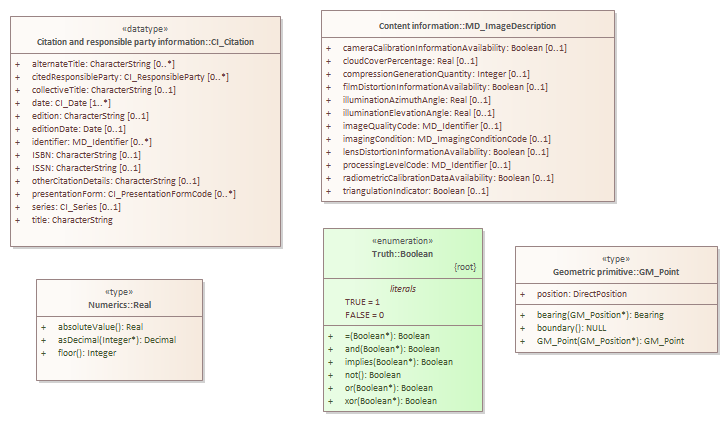 «datatype»
Citation and responsible party information::CI_Citation
+ alternateTitle: CharacterString [0..*]
+ citedResponsibleParty: CI_ResponsibleParty [0..*]
+ collectiveTitle: CharacterString [0..1]
+ date: CI_Date [1..*]
+ edition: CharacterString [0..1]
+ editionDate: Date [0..1]
+ identifier: MD_Identifier [0..*]
+ ISBN: CharacterString [0..1]
+ ISSN: CharacterString [0..1]
+ otherCitationDetails: CharacterString [0..1]
+ presentationForm: CI_PresentationFormCode [0..*]
+ series: CI_Series [0..1]
+ title: CharacterString
Content information::MD_ImageDescription
+ cameraCalibrationInformationAvailability: Boolean [0..1]
+ cloudCoverPercentage: Real [0..1]
+ compressionGenerationQuantity: Integer [0..1]
+ filmDistortionInformationAvailability: Boolean [0..1]
+ illuminationAzimuthAngle: Real [0..1]
+ illuminationElevationAngle: Real [0..1]
+ imageQualityCode: MD_Identifier [0..1]
+ imagingCondition: MD_ImagingConditionCode [0..1]
+ lensDistortionInformationAvailability: Boolean [0..1]
+ processingLevelCode: MD_Identifier [0..1]
+ radiometricCalibrationDataAvailability: Boolean [0..1]
+ triangulationIndicator: Boolean [0..1]
«type»
Numerics::Real
+ absoluteValue(): Real
+ asDecimal(Integer*): Decimal
+ floor(): Integer
«enumeration»
Truth::Boolean
{root}
literals
TRUE = 1
FALSE = 0
+ =(Boolean*): Boolean
+ and(Boolean*): Boolean
+ implies(Boolean*): Boolean
+ not(): Boolean
+ or(Boolean*): Boolean
+ xor(Boolean*): Boolean
«type»
Geometric primitive::GM_Point
+ position: DirectPosition
+ bearing(GM_Position*): Bearing
+ boundary(): NULL
+ GM_Point(GM_Position*): GM_Point